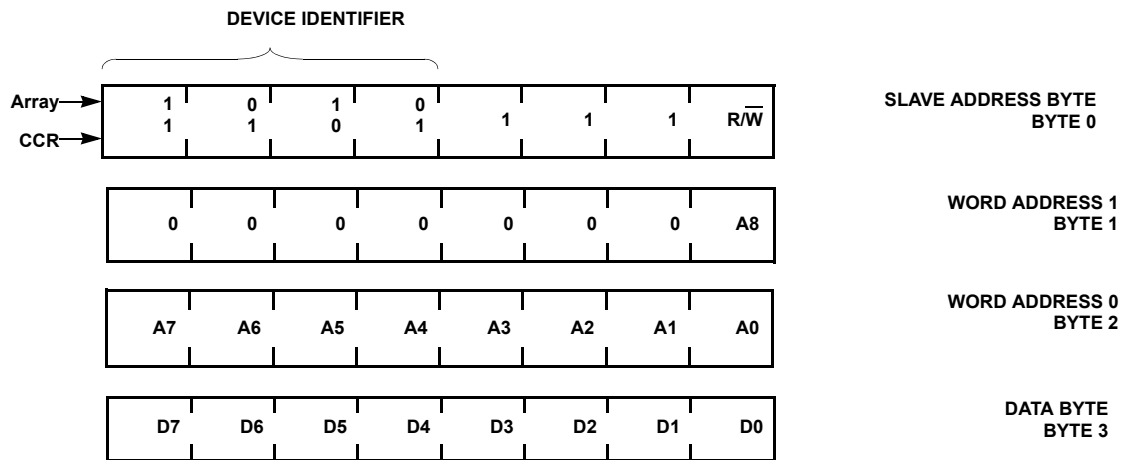 DEVICE IDENTIFIER
Array
1 0 1 0
CCR
1 1 0 1
1 1 1 R/W̅
SLAVE ADDRESS BYTE
BYTE 0
0 0 0 0 0 0 0 A8
WORD ADDRESS 1
BYTE 1
A7 A6 A5 A4 A3 A2 A1 A0
WORD ADDRESS 0
BYTE 2
D7 D6 D5 D4 D3 D2 D1 D0
DATA BYTE
BYTE 3